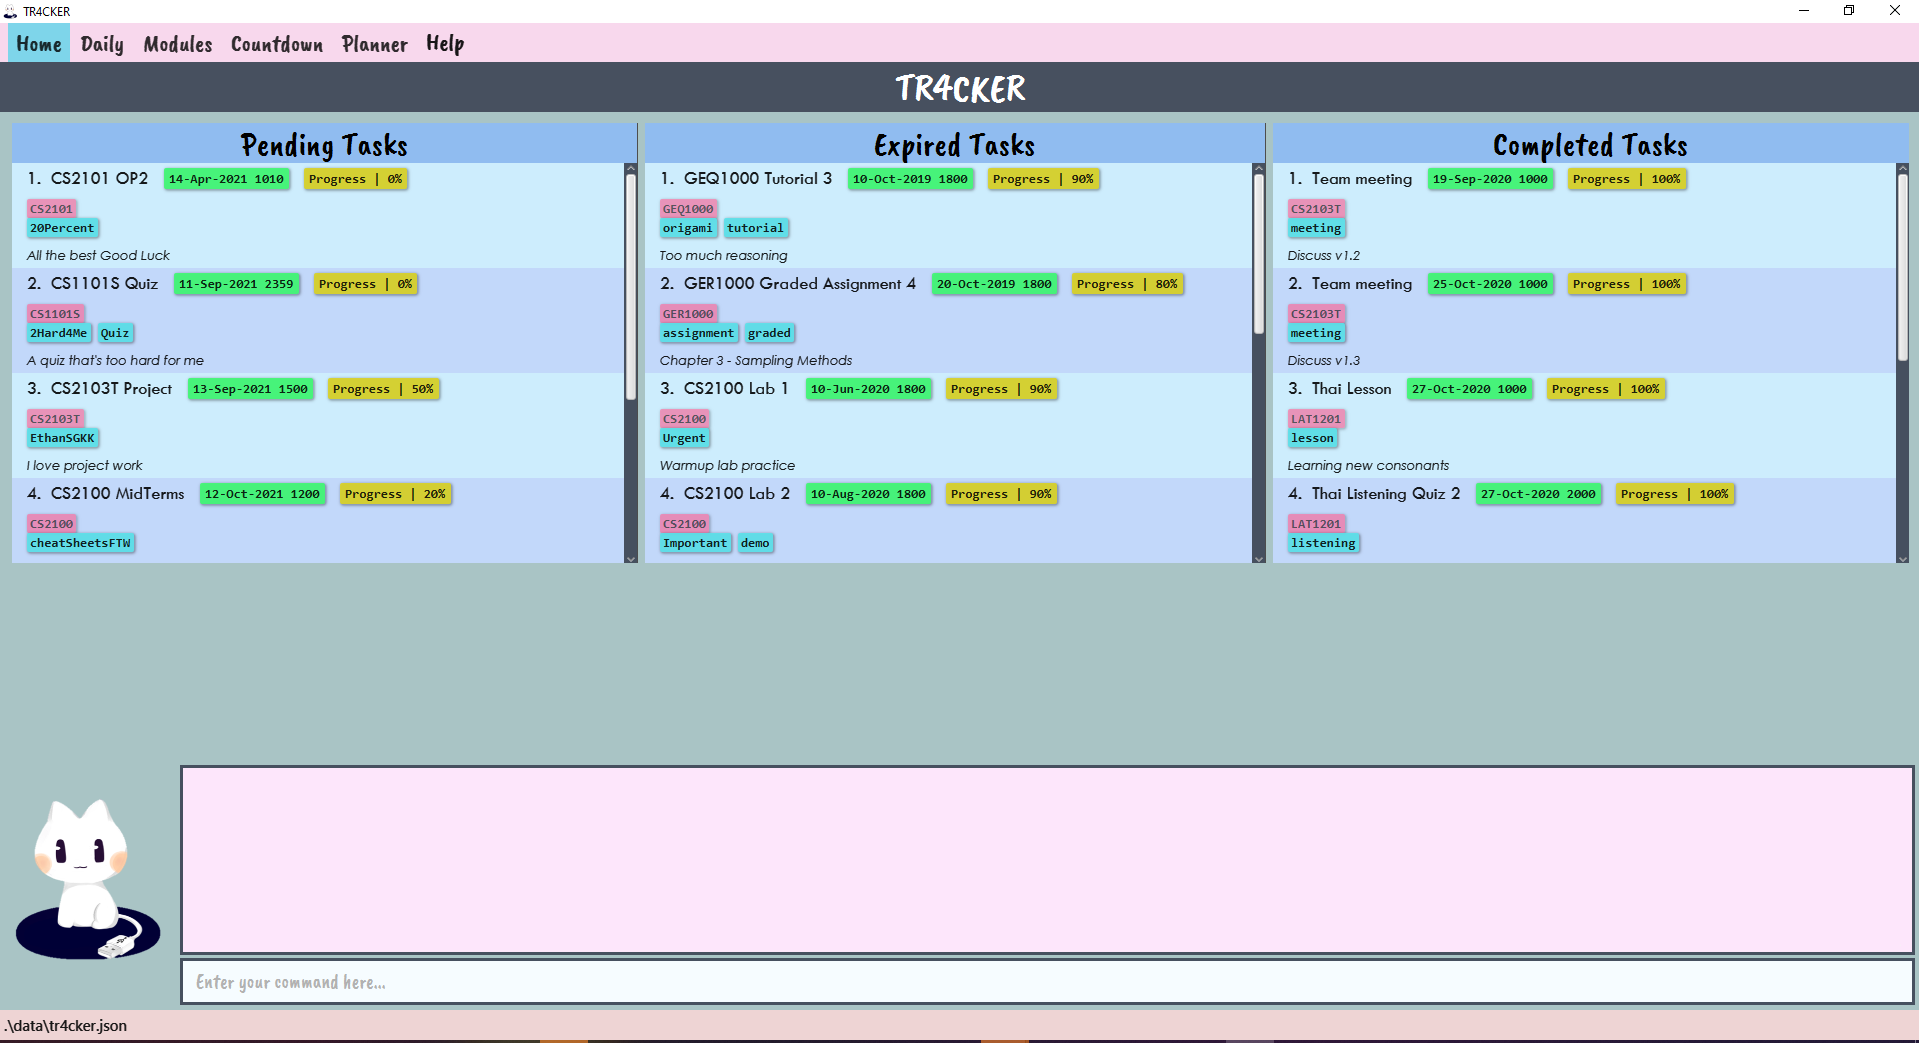 TR4CKER
Home Daily Modules Countdown Planner Help
TR4CKER
Pending Tasks
1. CS2101 OP2 14-Apr-2021 1010 Progress | 0%
CS2101
20Percent
All the best Good Luck
2. CS1101S Quiz 11-Sep-2021 2359 Progress | 0%
CS1101S
2Hard4Me Quiz
A quiz that's too hard for me
3. CS2103T Project 13-Sep-2021 1500 Progress | 50%
CS2103T
EthanSGKK
I love project work
4. CS2100 MidTerms 12-Oct-2021 1200 Progress | 20%
CS2100
cheatSheetsFTW
Expired Tasks
1. GEQ1000 Tutorial 3 10-Oct-2019 1800 Progress | 90%
GEQ1000
origami tutorial
Too much reasoning
2. GER1000 Graded Assignment 4 20-Oct-2019 1800 Progress | 80%
GER1000
assignment graded
Chapter 3 - Sampling Methods
3. CS2100 Lab 1 10-Jun-2020 1800 Progress | 90%
CS2100
Urgent
Warmup lab practice
4. CS2100 Lab 2 10-Aug-2020 1800 Progress | 90%
CS2100
Important demo
Completed Tasks
1. Team meeting 19-Sep-2020 1000 Progress | 100%
CS2103T
meeting
Discuss v1.2
2. Team meeting 25-Oct-2020 1000 Progress | 100%
CS2103T
meeting
Discuss v1.3
3. Thai Lesson 27-Oct-2020 1000 Progress | 100%
LAT1201
lesson
Learning new consonants
4. Thai Listening Quiz 2 27-Oct-2020 2000 Progress | 100%
LAT1201
listening
Enter your command here...
.\data\tr4cker.json